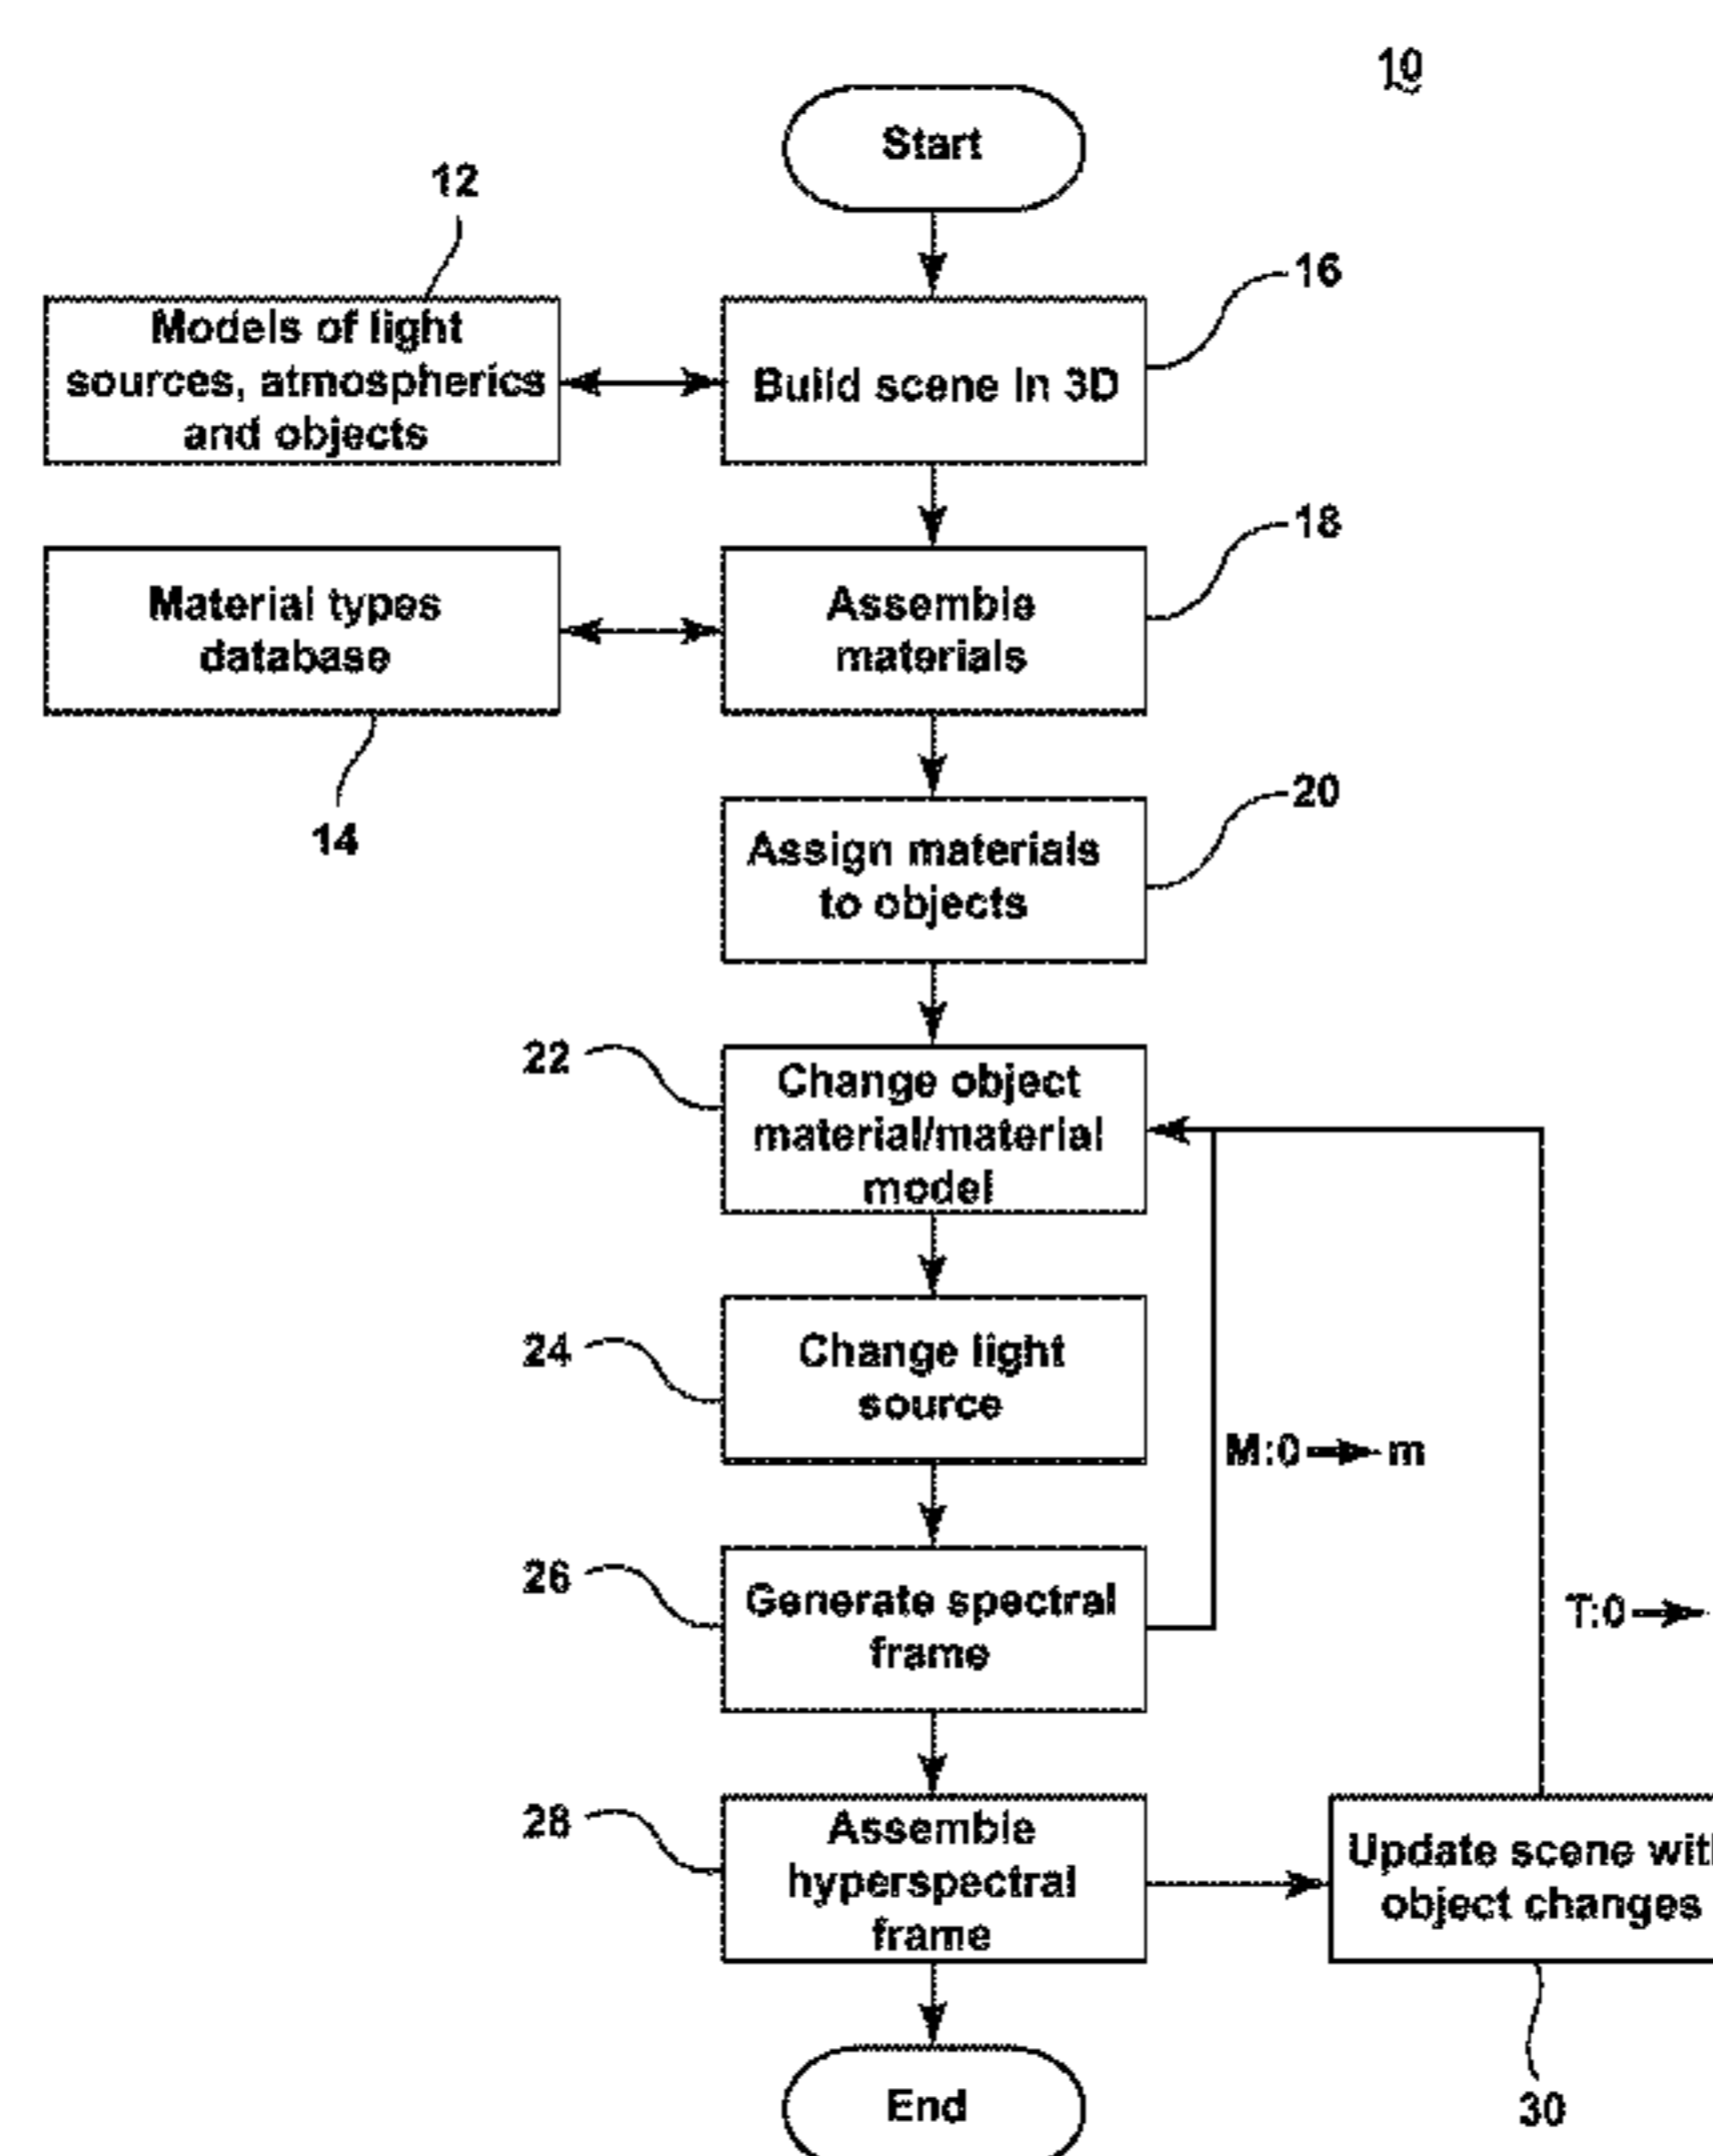 10
Start
12
16
Models of light
sources, atmospherics
and objects
Build scene in 3D
18
Material types
database
Assemble
materials
14
20
Assign materials
to objects
22
Change object
material/material
model
24
Change light
source
M:0 → m
26
Generate spectral
frame
T:0 →
28
Assemble
hyperspectral
frame
Update scene
object changes
End
30